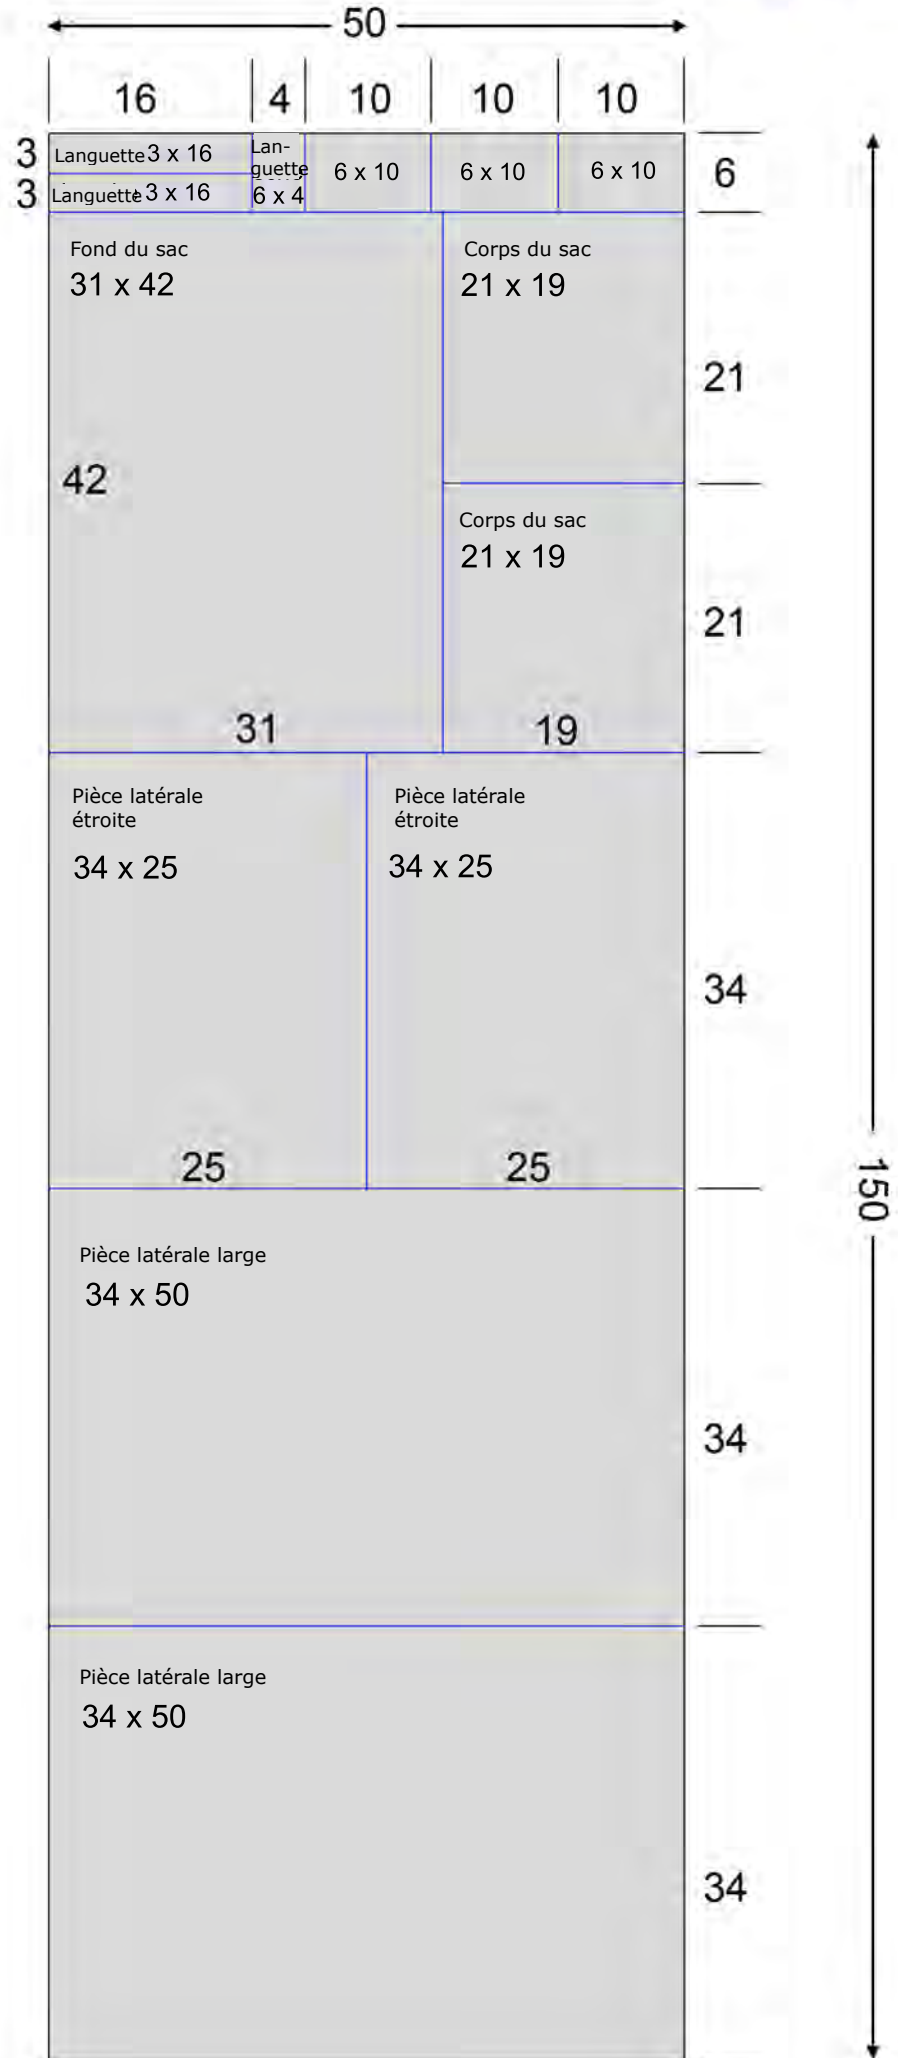 50
16 4 10 10 10
3 Languette 3 x 16
Lan-
guette
6 x 4
6 x 10 6 x 10 6 x 10
6
3 Languette 3 x 16
Fond du sac
31 x 42
Corps du sac
21 x 19
21
42
Corps du sac
21 x 19
21
31
19
Pièce latérale
étroite
34 x 25
Pièce latérale
étroite
34 x 25
34
25
25
150
Pièce latérale large
34 x 50
34
Pièce latérale large
34 x 50
34